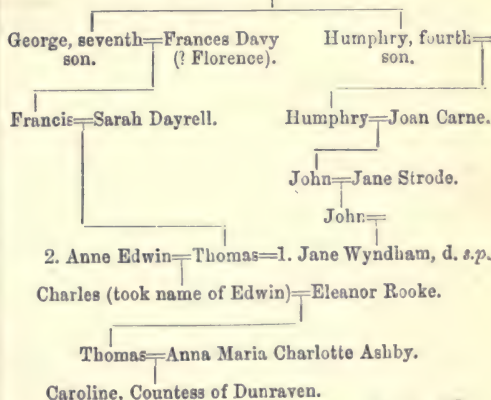 George, seventh=Frances Davy Humphry, fourth=
son. (? Florence). son.
Francis=Sarah Dayrell. Humphry=Joan Carne.
John=Jane Strode.
John=
2. Anne Edwin=Thomas=1. Jane Wyndham, d. s.p.
Charles (took name of Edwin)=Eleanor Rooke.
Thomas=Anna Maria Charlotte Ashby.
Caroline, Countess of Dunraven.